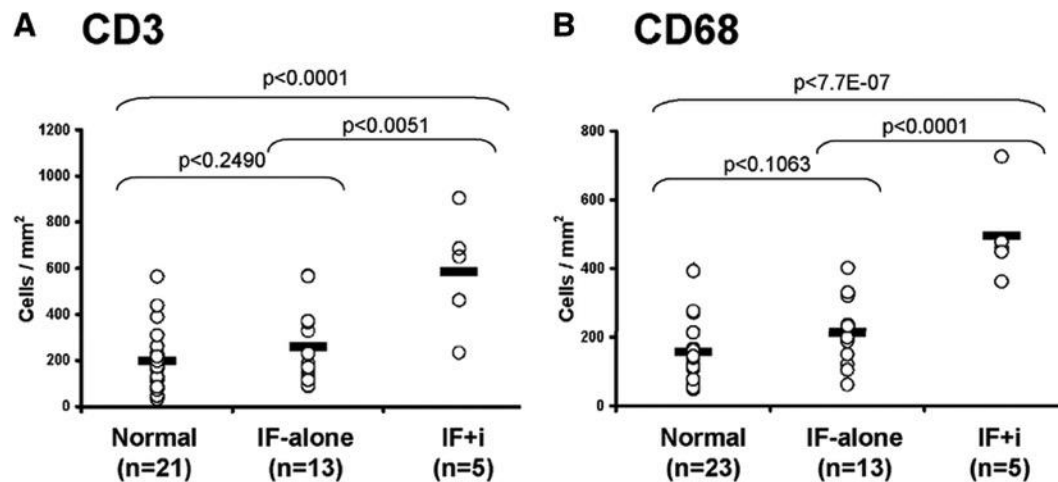 A CD3
p<0.0001
p<0.0051
p<0.2490
1200
1000
800
600
400
200
0
Cells / mm²
Normal
(n=21)
IF-alone
(n=13)
IF+i
(n=5)
B CD68
p<7.7E-07
p<0.0001
p<0.1063
800
600
400
200
0
Cells / mm²
Normal
(n=23)
IF-alone
(n=13)
IF+i
(n=5)